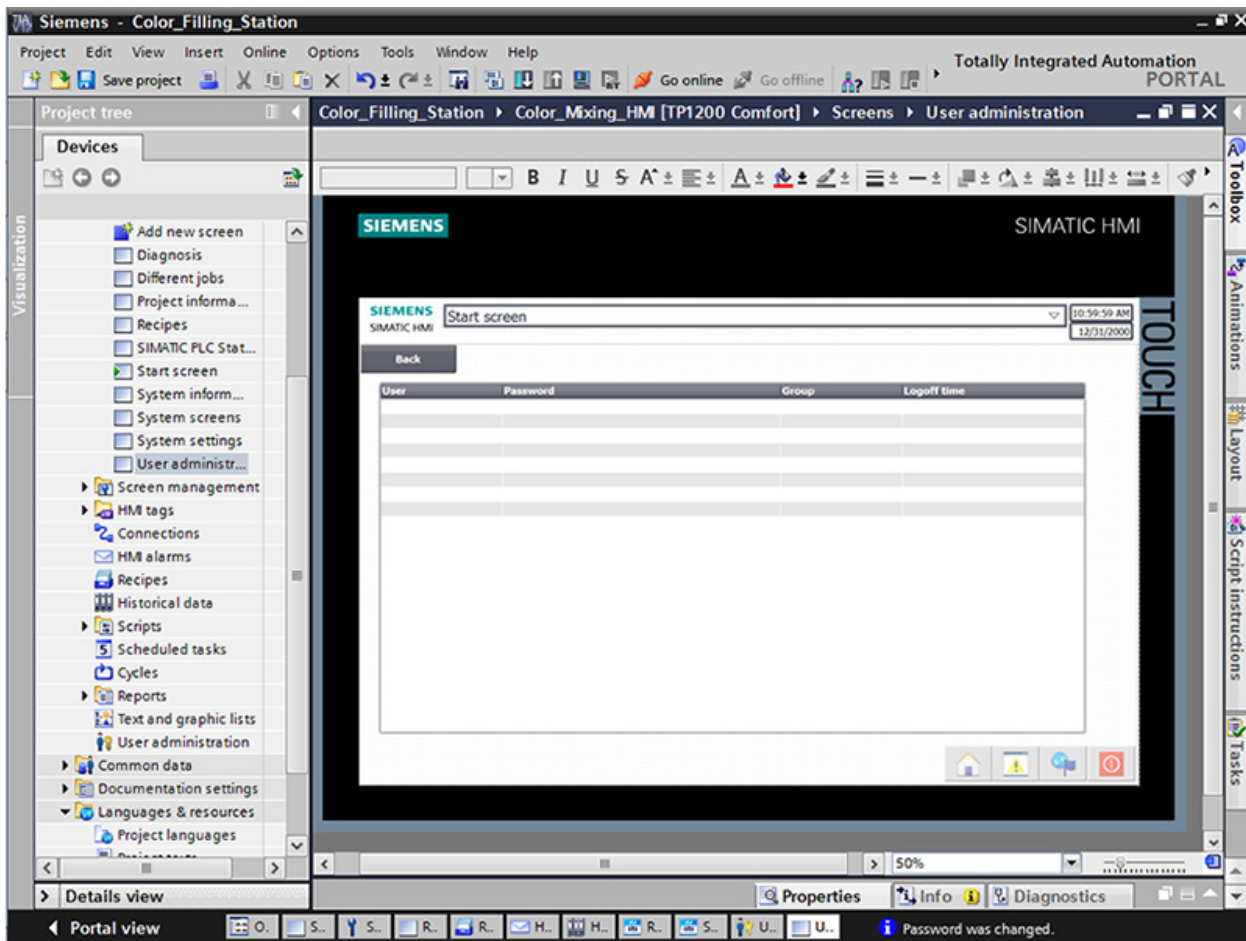 Siemens - Color_Filling_Station
Project Edit View Insert Online Options Tools Window Help
Totally Integrated Automation
PORTAL
Save project Go online Go offline
Project tree
Color_Filling_Station Color_Mixing_HMI [TP1200 Comfort] Screens User administration
Devices
B I U S A
Visualization
Add new screen
Diagnosis
Different jobs
Project informa...
Recipes
SIMATIC PLC Stat...
Start screen
System inform...
System screens
System settings
User administr...
Screen management
HMI tags
Connections
HMI alarms
Recipes
Historical data
Scripts
Scheduled tasks
Cycles
Reports
Text and graphic lists
User administration
Common data
Documentation settings
Languages & resources
Project languages
SIEMENS
SIMATIC HMI
TOUCH
SIEMENS
SIMATIC HMI
Start screen
10:59:59 AM
12/31/2000
Back
User Password Group Logoff time
50%
Toolbox
Animations
Layout
Script instructions
Tasks
Details view
Properties Info Diagnostics
Portal view
O. S.. S.. R.. R.. H.. H.. R.. S.. U.. U..
Password was changed.